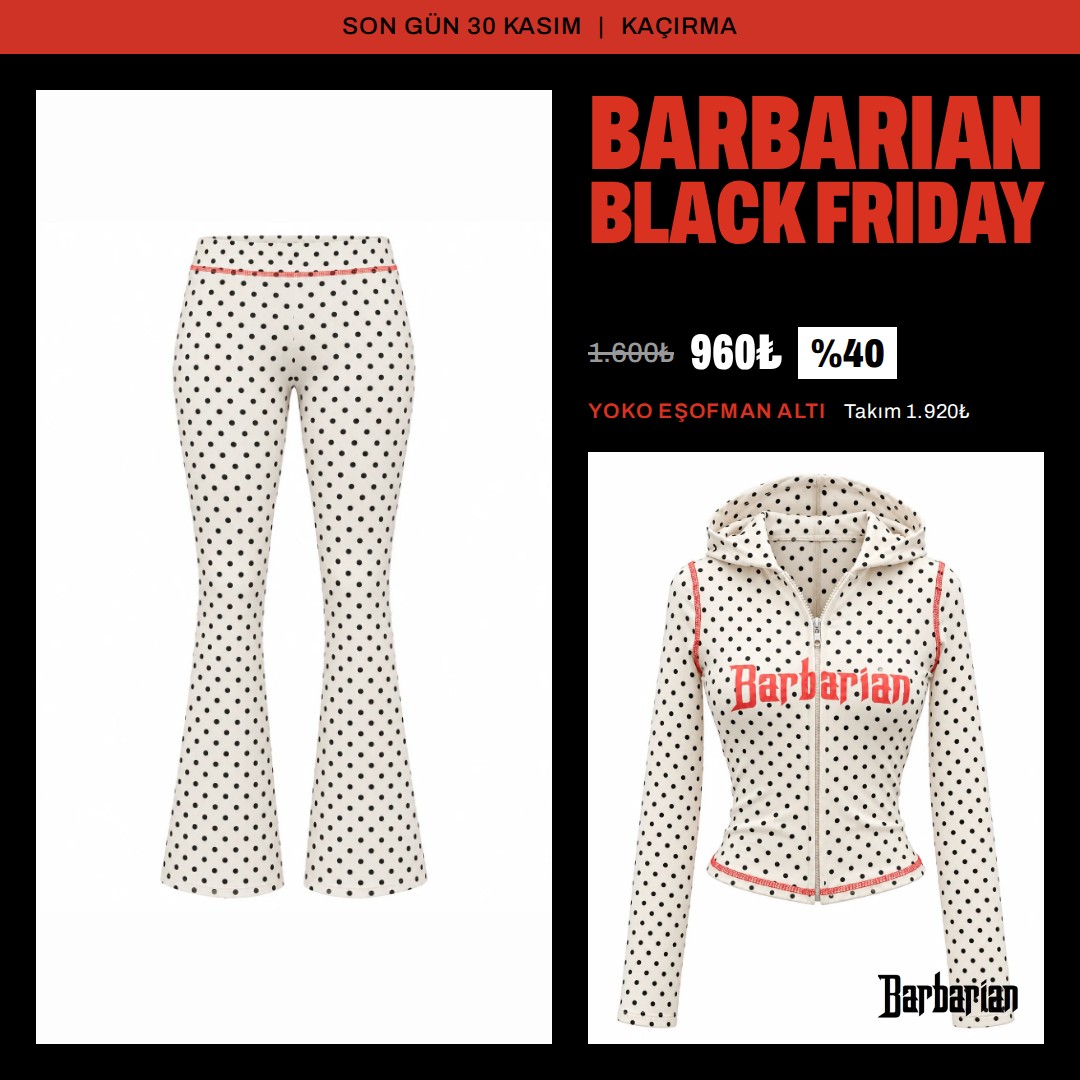 SON GÜN 30 KASIM | KAÇIRMA
BARBARIAN
BLACK FRIDAY
1.600₺ 960₺ %40
YOKO EŞOFMAN ALTI Takım 1.920₺
Barbarian
Barbarian